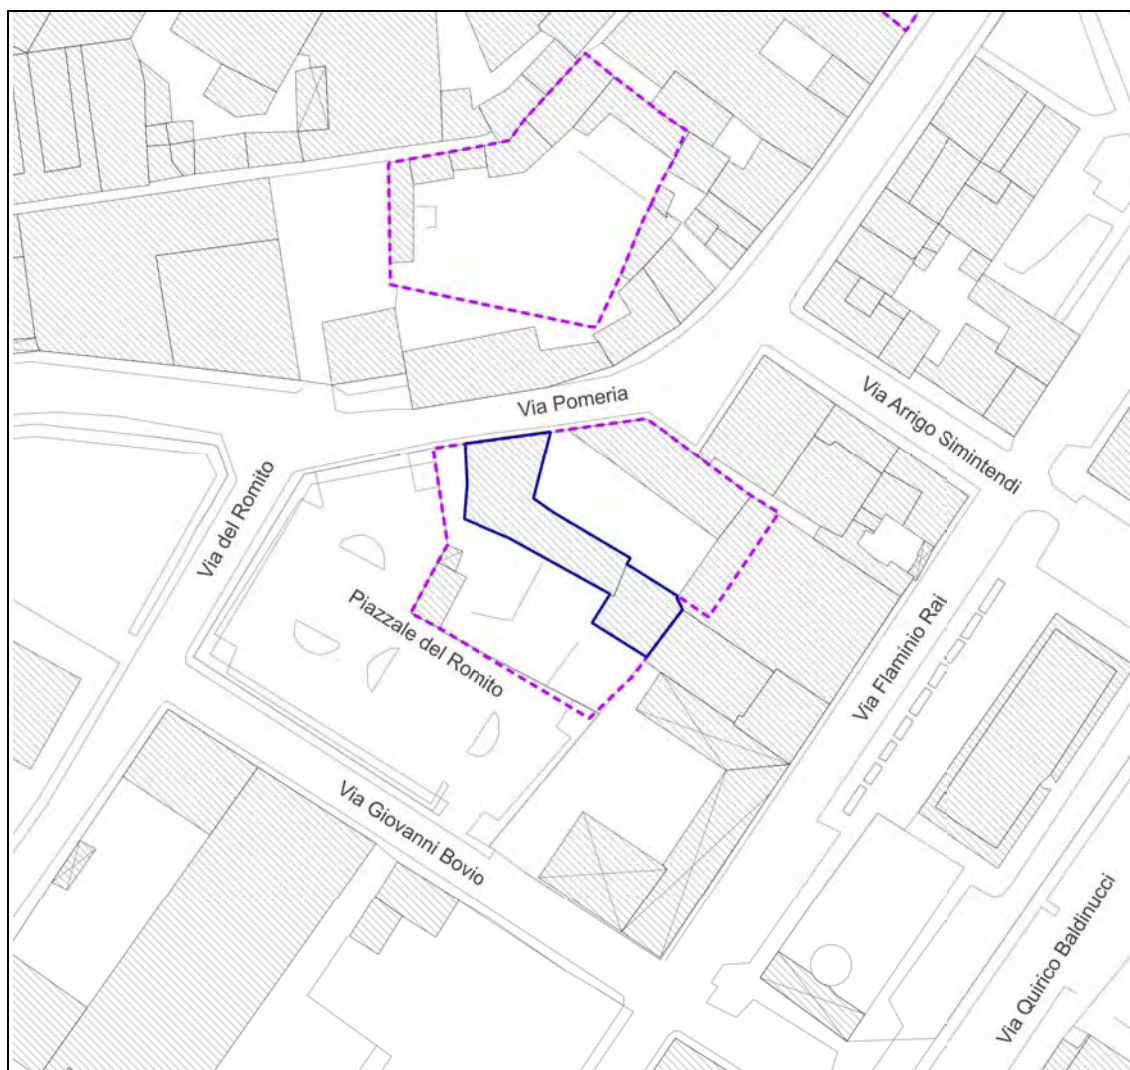 Via Pomeria
Via Arrigo Simintendi
Via del Romito
Piazzale del Romito
Via Flaminio Rai
Via Giovanni Bovio
Via Quirico Baldinucci